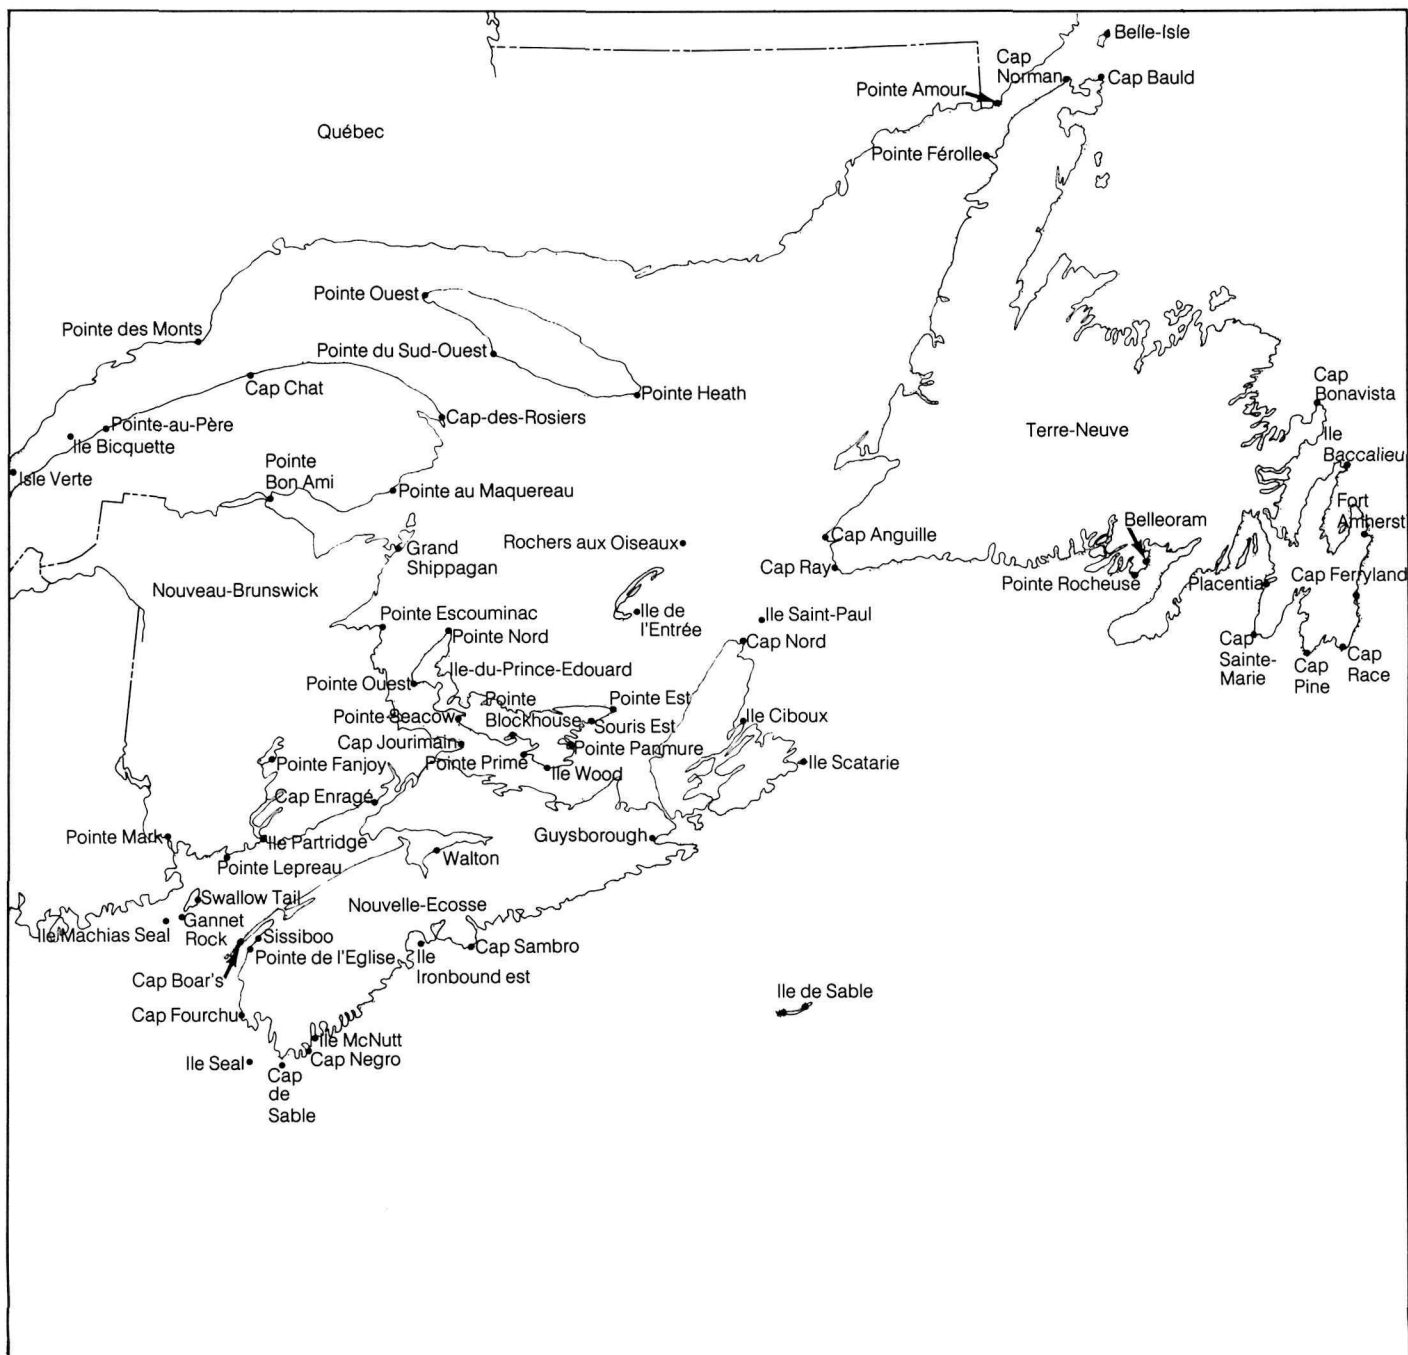 Belle-Isle
Cap
Norman
Cap Bauld
Pointe Amour
Québec
Pointe Férolle
Pointe Ouest
Pointe des Monts
Pointe du Sud-Ouest
Cap Chat
Pointe Heath
Cap
Bonavista
Cap-des-Rosiers
Pointe-au-Père
Ile Bicquette
Terre-Neuve
Ile
Baccalieu
Isle Verte
Pointe
Bon Ami
Pointe au Maquereau
Fort
Amherst
Belleoram
Cap Anguille
Rochers aux Oiseaux
Grand
Shippagan
Cap Ray
Pointe Rocheuse
Placentia
Cap Ferryland
Nouveau-Brunswick
Pointe Escouminac
Ile de
l'Entrée
Ile Saint-Paul
Pointe Nord
Cap Nord
Cap
Sainte-
Marie
Cap
Pine
Cap
Race
Ile-du-Prince-Edouard
Pointe Ouest
Pointe
Blockhouse
Pointe Est
Pointe Seacow
Souris Est
Ile Ciboux
Cap Jourimain
Pointe Panmure
Pointe Fanjoy
Pointe Prime
Ile Wood
Ile Scatarie
Cap Enragé
Pointe Mark
Ile Partridge
Guysborough
Pointe Lepreau
Walton
Swallow Tail
Nouvelle-Ecosse
Gannet
Rock
Ile Machias Seal
Sissiboo
Pointe de l'Eglise
Ile
Ironbound est
Cap Sambro
Cap Boar's
Ile de Sable
Cap Fourchu
Ile McNutt
Cap Negro
Ile Seal
Cap
de
Sable